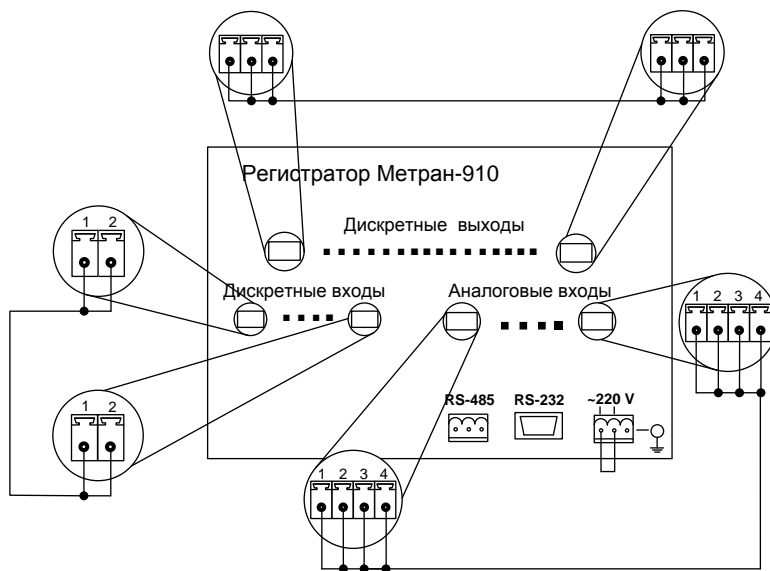 Регистратор Метран-910
Дискретные выходы
1 2
Дискретные входы
Аналоговые входы
1 2 3 4
RS-485
RS-232
~220 V
1 2
1 2 3 4